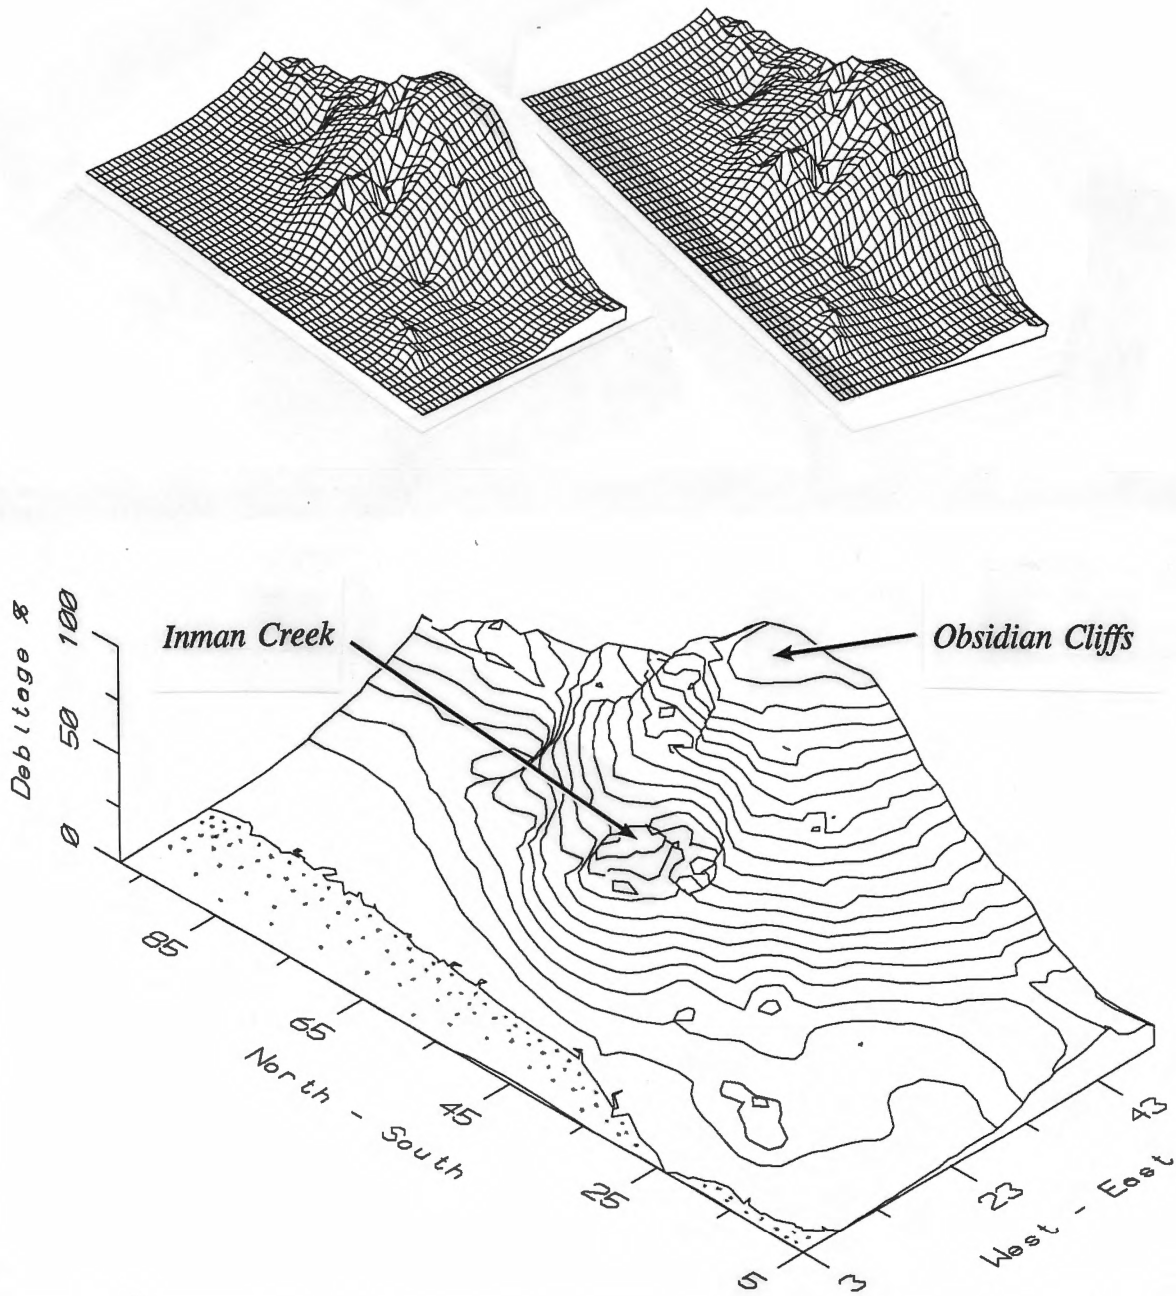 Inman Creek
Obsidian Cliffs
Debitage %
100
50
0
85
65
45
25
5
North - South
3
23
43
West - East